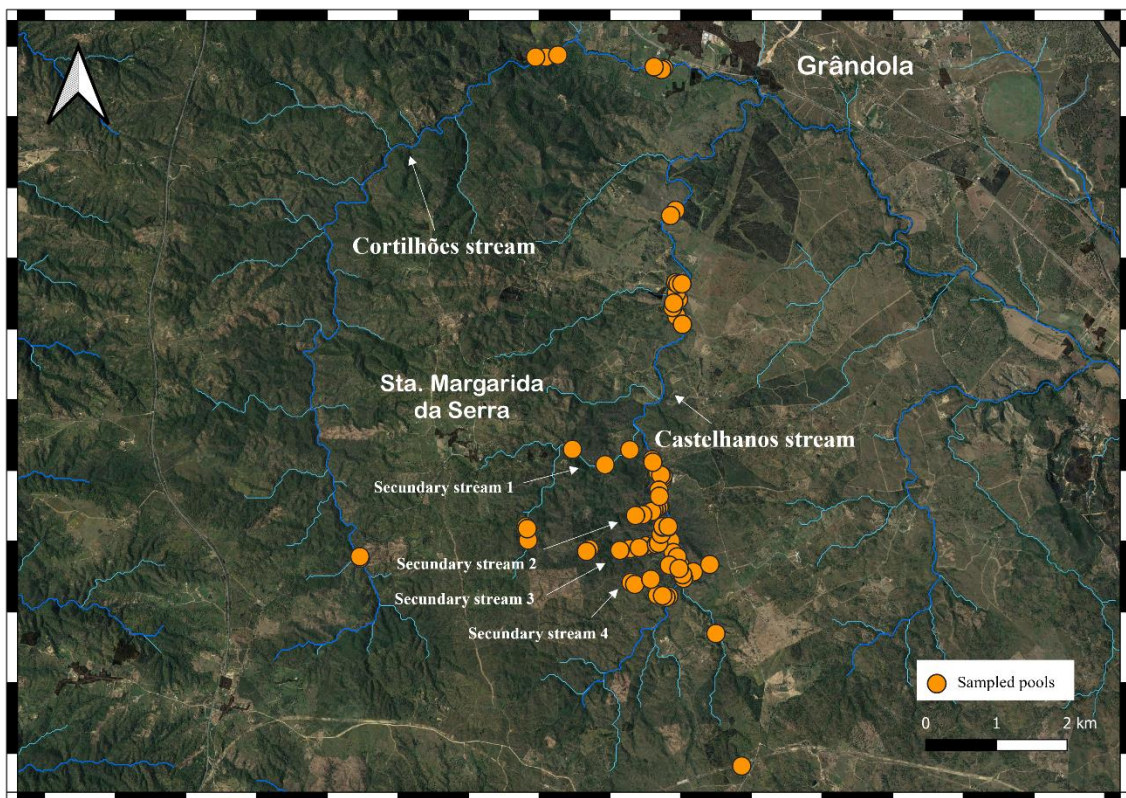 Grândola
Cortilhões stream
Sta. Margarida
da Serra
Castelhanos stream
Secundary stream 1
Secundary stream 2
Secundary stream 3
Secundary stream 4
Sampled pools
0 1 2 km